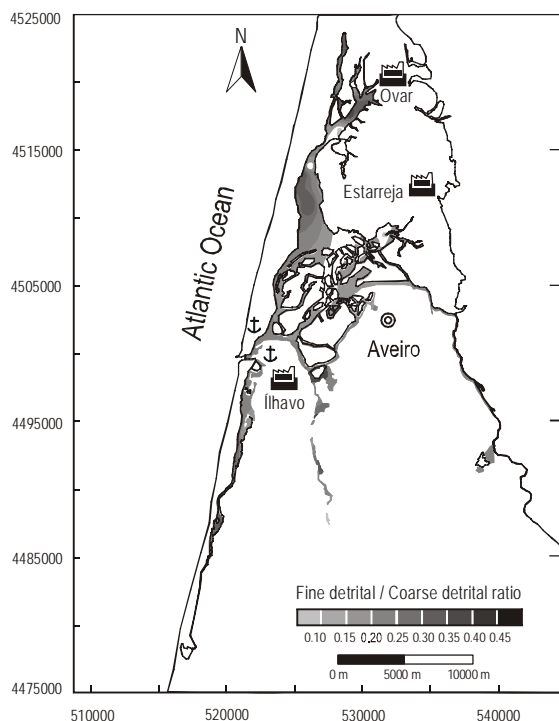 4525000
N
Ovar
4515000
Estarreja
Atlantic Ocean
4505000
Aveiro
4495000
Ílhavo
4485000
Fine detrital / Coarse detrital ratio
0.10 0.15 0.20 0.25 0.30 0.35 0.40 0.45
0 m 5000 m 10000 m
4475000
510000 520000 530000 540000